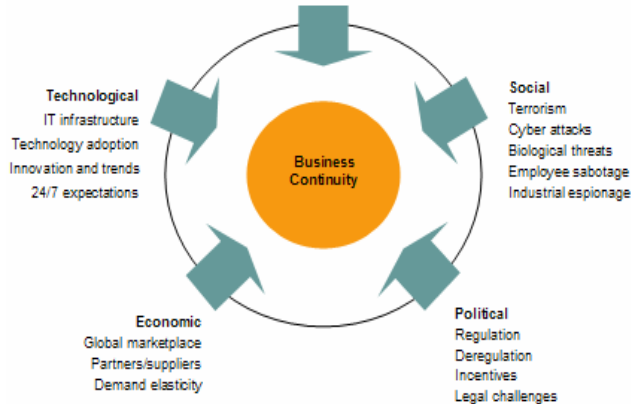 Technological
IT infrastructure
Technology adoption
Innovation and trends
24/7 expectations
Social
Terrorism
Cyber attacks
Biological threats
Employee sabotage
Industrial espionage
Business
Continuity
Economic
Global marketplace
Partners/suppliers
Demand elasticity
Political
Regulation
Deregulation
Incentives
Legal challenges